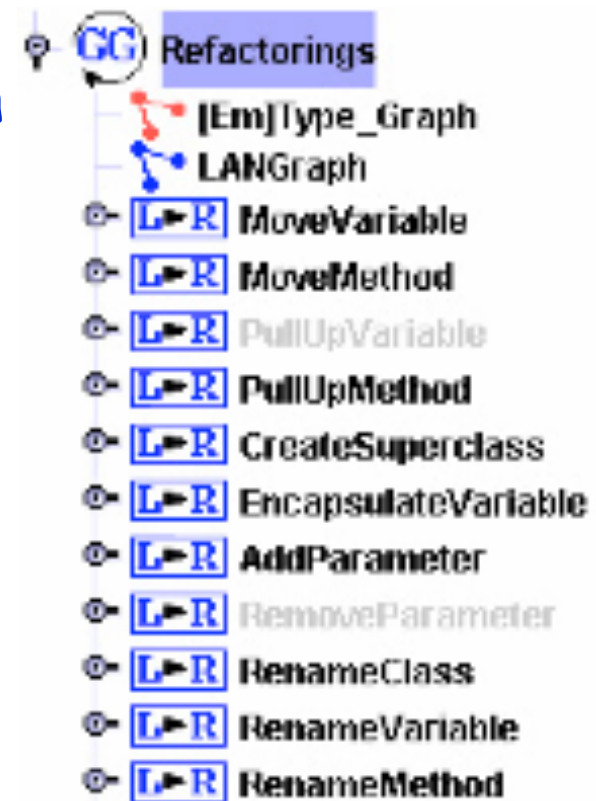 GG Refactorings
[Em]Type_Graph
LANGraph
L R MoveVariable
L R MoveMethod
L R PullUpVariable
L R PullUpMethod
L R CreateSuperclass
L R EncapsulateVariable
L R AddParameter
L R RemoveParameter
L R RenameClass
L R RenameVariable
L R RenameMethod